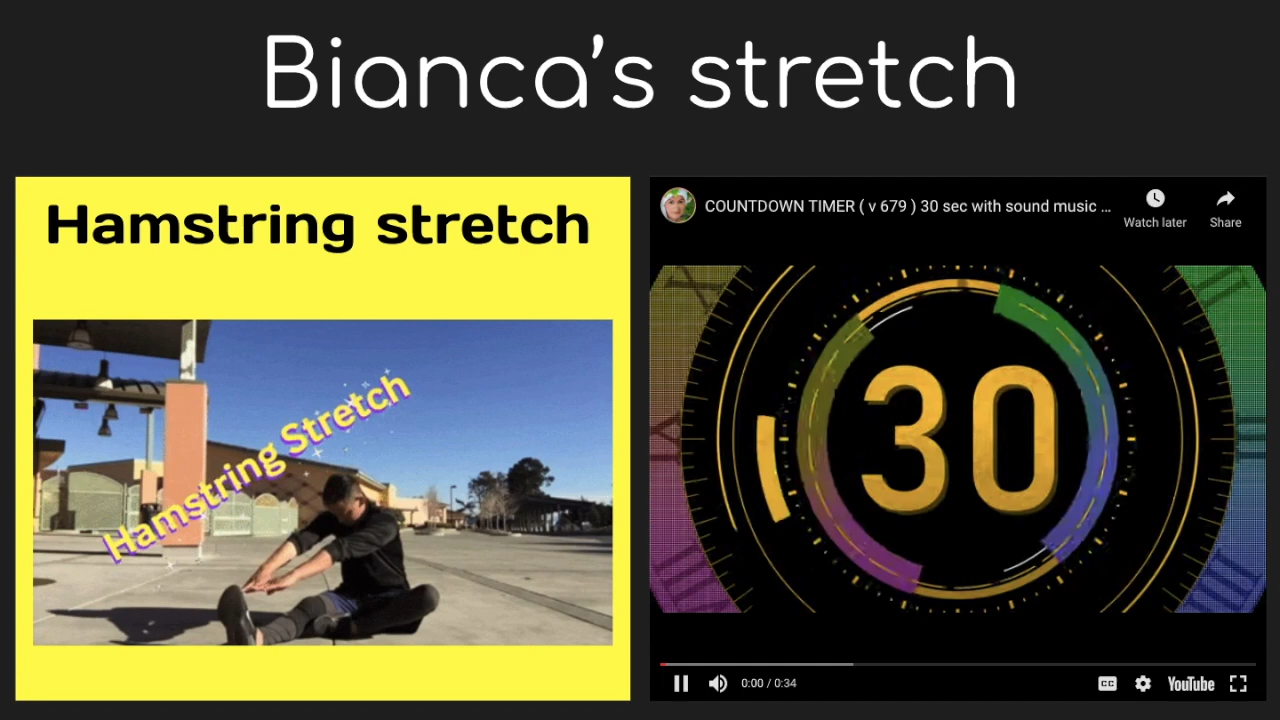 Bianca’s stretch
Hamstring stretch
Hamstring Stretch
COUNTDOWN TIMER ( v 679 ) 30 sec with sound music ...
Watch later
Share
30
0:00 / 0:34
CC
YouTube